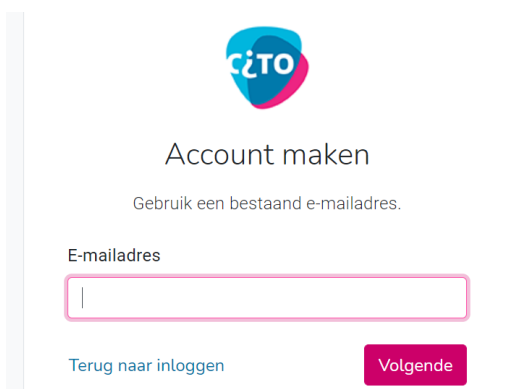 CiTO
Account maken
Gebruik een bestaand e-mailadres.
E-mailadres
Terug naar inloggen
Volgende